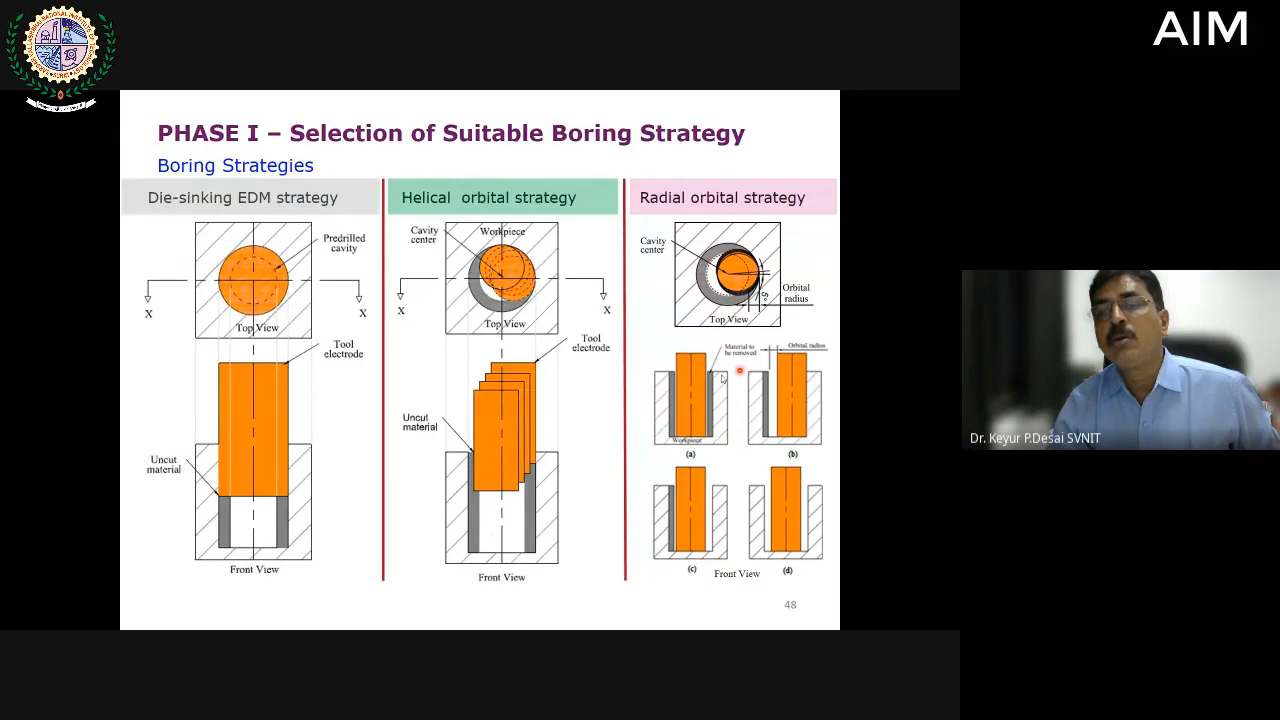 AIM
PHASE I – Selection of Suitable Boring Strategy
Boring Strategies
Die-sinking EDM strategy
Predrilled
cavity
X
X
Top View
Tool
electrode
Uncut
material
Front View
Helical orbital strategy
Cavity
center
Workpiece
X
X
Top View
Tool
electrode
Uncut
material
Front View
Radial orbital strategy
Cavity
center
5°
Orbital
radius
Top View
Material to
be removed
Orbital radius
Workpiece
(a)
(b)
(c)
Front View
(d)
48
Dr. Keyur P.Desai SVNIT